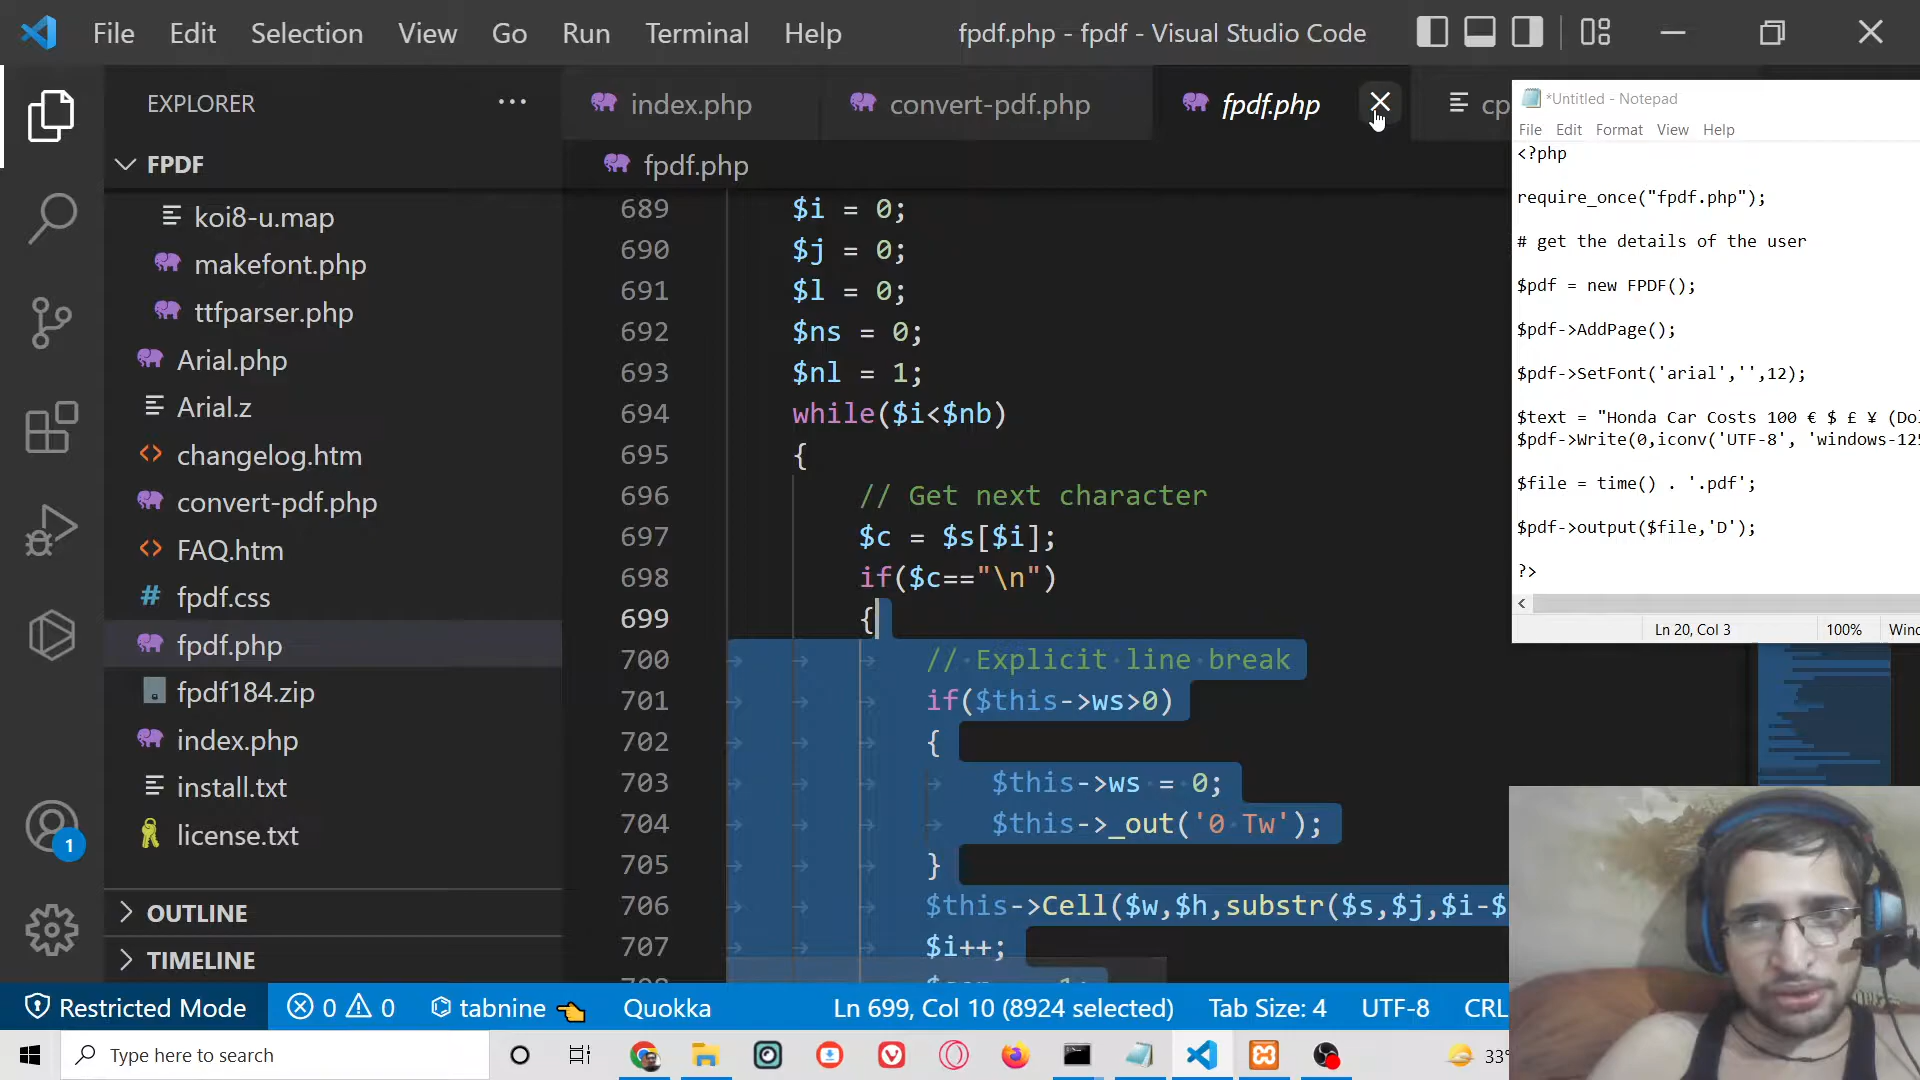 File Edit Selection View Go Run Terminal Help
fpdf.php - fpdf - Visual Studio Code
EXPLORER
FPDF
koi8-u.map
makefont.php
ttfparser.php
Arial.php
Arial.z
changelog.htm
convert-pdf.php
FAQ.htm
fpdf.css
fpdf.php
fpdf184.zip
index.php
install.txt
license.txt
OUTLINE
TIMELINE
index.php convert-pdf.php fpdf.php cp
fpdf.php
689 $i = 0;
690 $j = 0;
691 $l = 0;
692 $ns = 0;
693 $nl = 1;
694 while($i<$nb)
695 {
696 // Get next character
697 $c = $s[$i];
698 if($c=="\n")
699 {
700 // Explicit line break
701 if($this->ws>0)
702 {
703 $this->ws = 0;
704 $this->_out('0 Tw');
705 }
706 $this->Cell($w,$h,substr($s,$j,$i-$
707 $i++;
*Untitled - Notepad
File Edit Format View Help
<?php
require_once("fpdf.php");
# get the details of the user
$pdf = new FPDF();
$pdf->AddPage();
$pdf->SetFont('arial','',12);
$text = "Honda Car Costs 100 € $ £ ¥ (Dol
$pdf->Write(0,iconv('UTF-8', 'windows-125
$file = time() . '.pdf';
$pdf->output($file,'D');
?>
Ln 20, Col 3 100% Wind
1
Restricted Mode 0 0 tabnine Quokka Ln 699, Col 10 (8924 selected) Tab Size: 4 UTF-8 CRL
Type here to search
33°